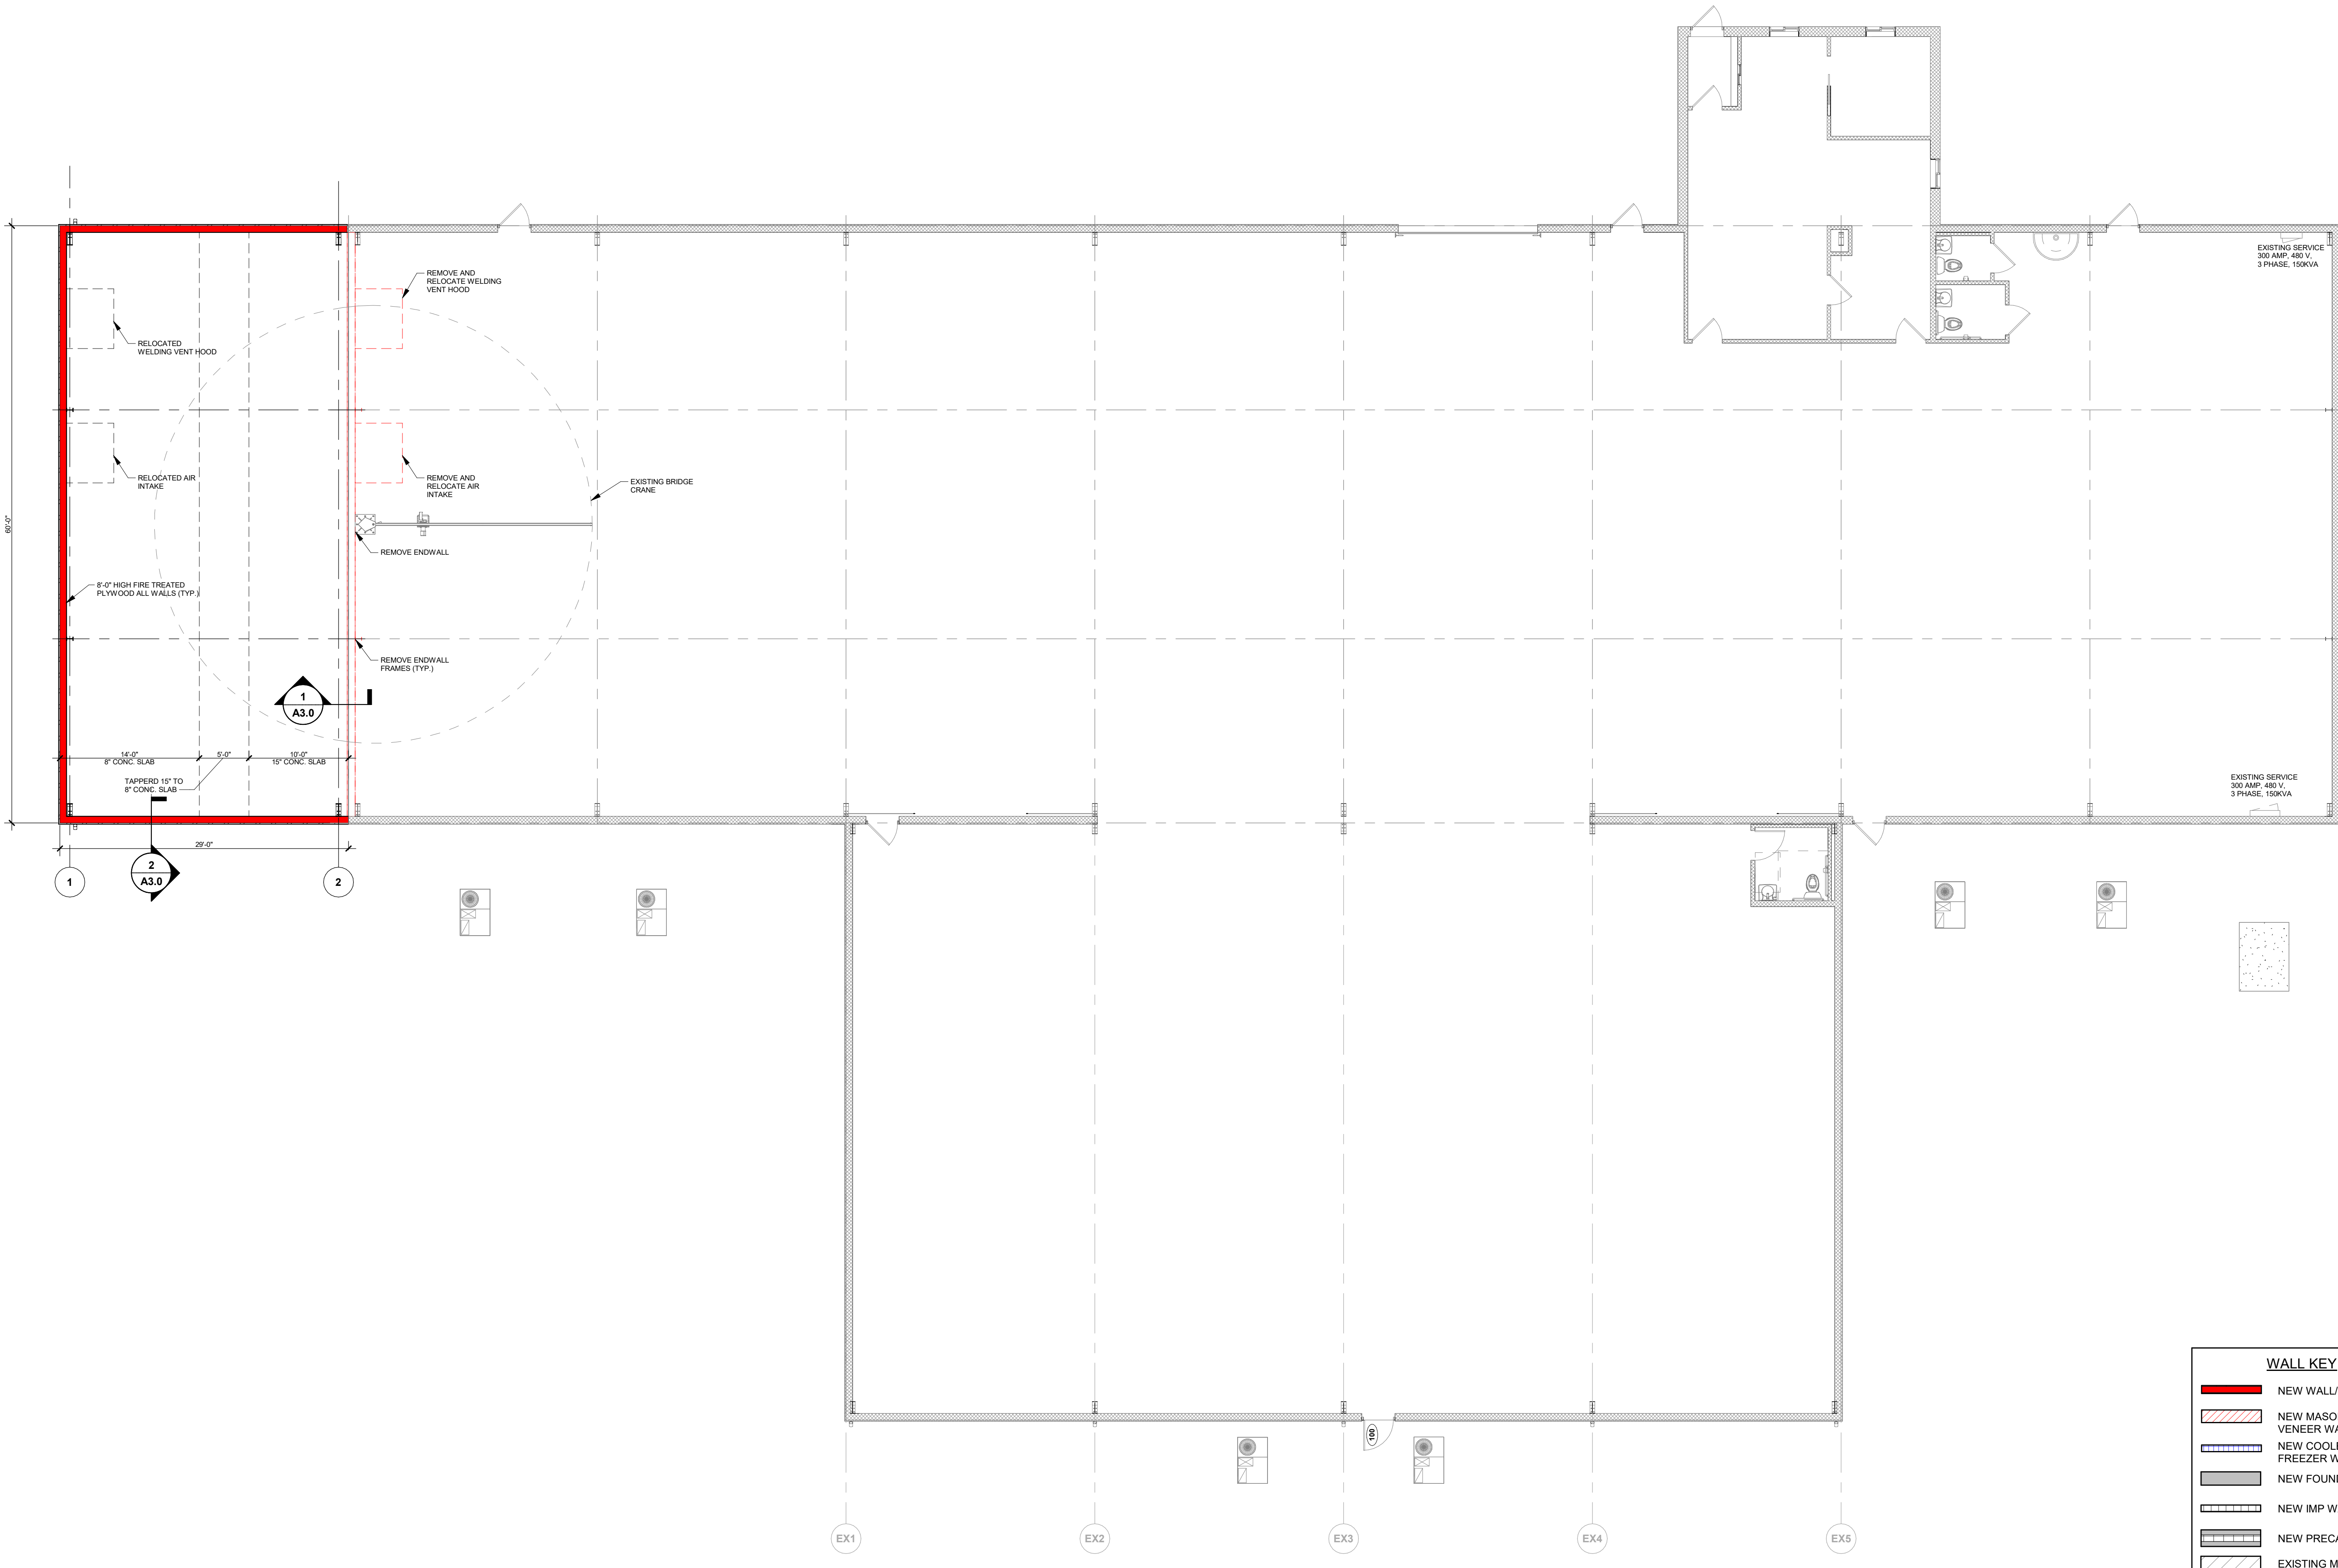 EXISTING SERVICE
300 AMP, 480 V,
3 PHASE, 150KVA
REMOVE AND
RELOCATE WELDING
VENT HOOD
RELOCATED
WELDING VENT HOOD
RELOCATED AIR
INTAKE
REMOVE AND
RELOCATE AIR
INTAKE
EXISTING BRIDGE
CRANE
60'-0"
REMOVE ENDWALL
8'-0" HIGH FIRE TREATED
PLYWOOD ALL WALLS (TYP.)
REMOVE ENDWALL
FRAMES (TYP.)
1
A3.0
14'-0"
8" CONC. SLAB
5'-0"
10'-0"
15" CONC. SLAB
TAPPERD 15" TO
8" CONC. SLAB
EXISTING SERVICE
300 AMP, 480 V,
3 PHASE, 150KVA
29'-0"
1
2
A3.0
2
100
WALL KEY
NEW WALL/
NEW MASO
VENEER WA
NEW COOL
FREEZER W
NEW FOUN
NEW IMP W
NEW PRECA
EXISTING M
EX1
EX2
EX3
EX4
EX5